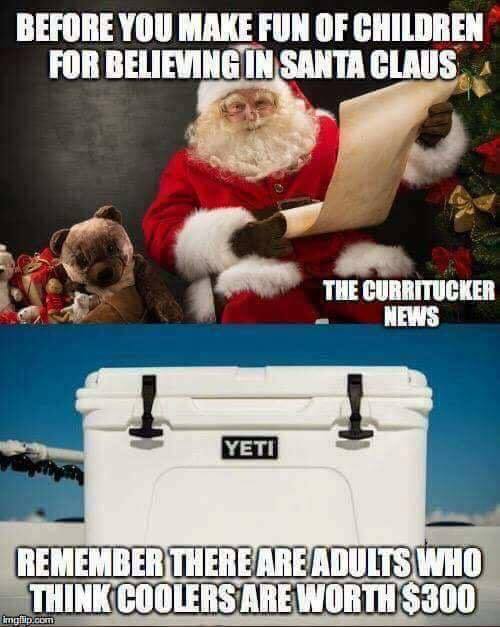 BEFORE YOU MAKE FUN OF CHILDREN
FOR BELIEVING IN SANTA CLAUS
THE CURRITUCKER
NEWS
YETI
REMEMBER THERE ARE ADULTS WHO
THINK COOLERS ARE WORTH $300
imgflip.com